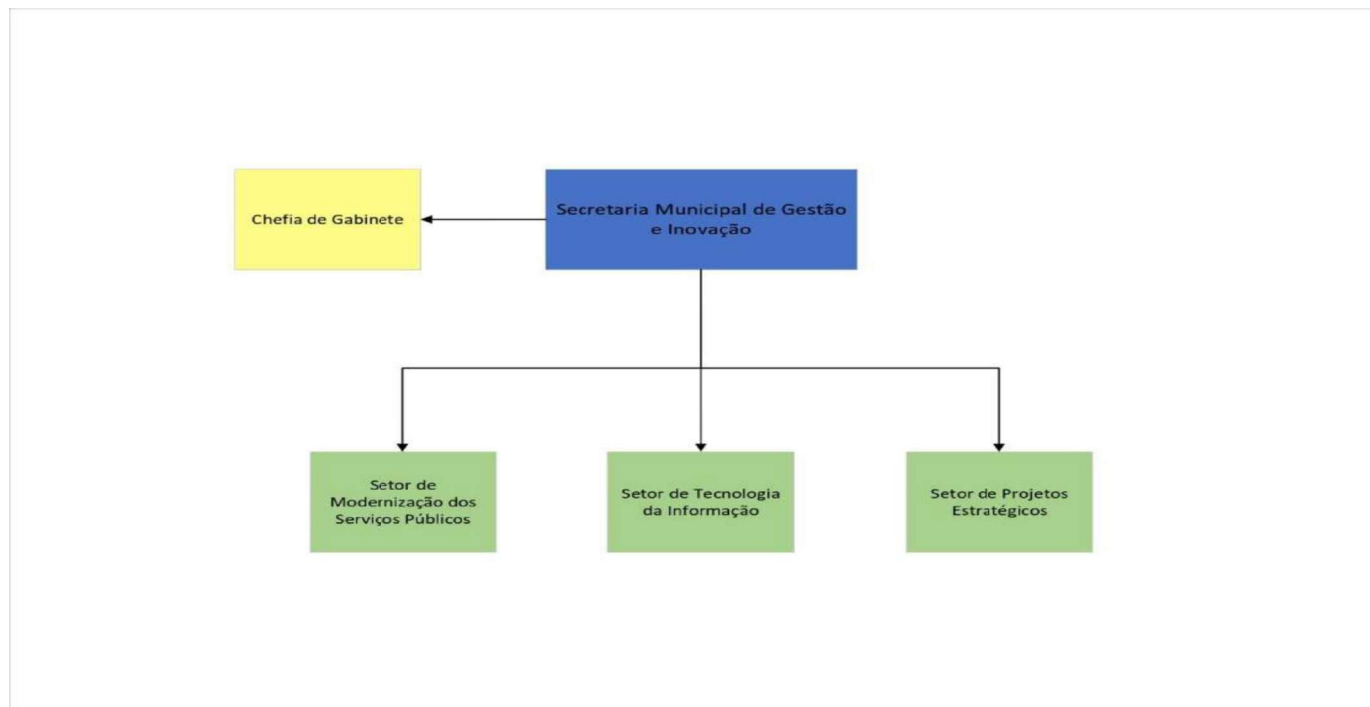 Chefia de Gabinete
Secretaria Municipal de Gestão
e Inovação
Setor de
Modernização dos
Serviços Públicos
Setor de Tecnologia
da Informação
Setor de Projetos
Estratégicos